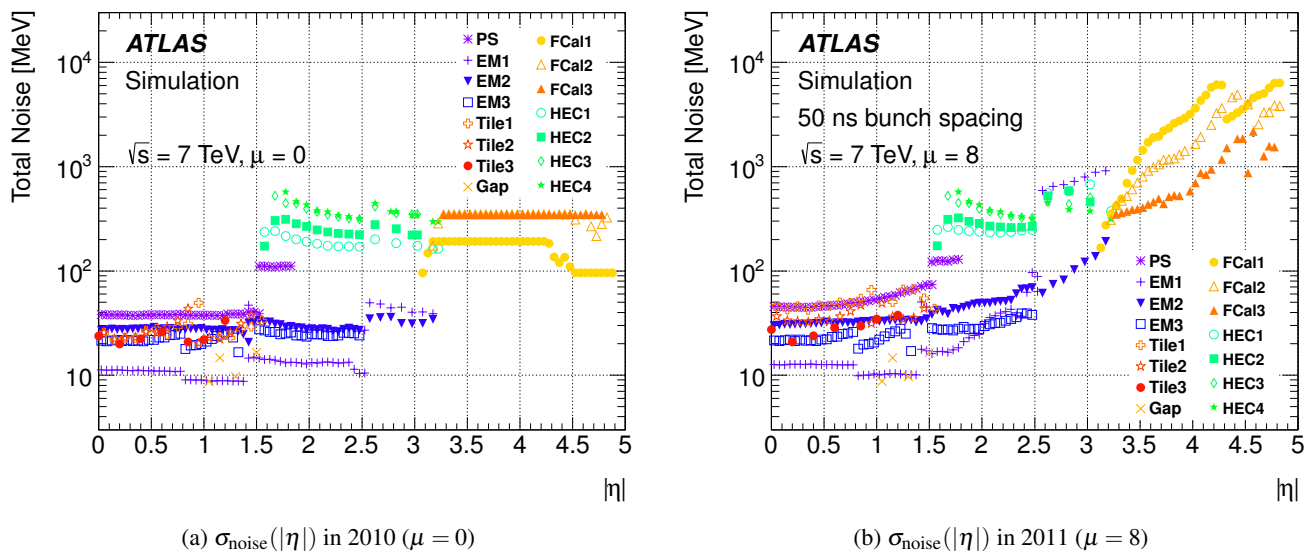 Total Noise [MeV]
10⁴
10³
10²
10
ATLAS
Simulation
√s = 7 TeV, μ = 0
PS
EM1
EM2
EM3
Tile1
Tile2
Tile3
Gap
FCal1
FCal2
FCal3
HEC1
HEC2
HEC3
HEC4
0 0.5 1 1.5 2 2.5 3 3.5 4 4.5 5
|η|
(a) σnoise(|η|) in 2010 (μ = 0)
Total Noise [MeV]
10⁴
10³
10²
10
ATLAS
Simulation
50 ns bunch spacing
√s = 7 TeV, μ = 8
PS
EM1
EM2
EM3
Tile1
Tile2
Tile3
Gap
FCal1
FCal2
FCal3
HEC1
HEC2
HEC3
HEC4
0 0.5 1 1.5 2 2.5 3 3.5 4 4.5 5
|η|
(b) σnoise(|η|) in 2011 (μ = 8)